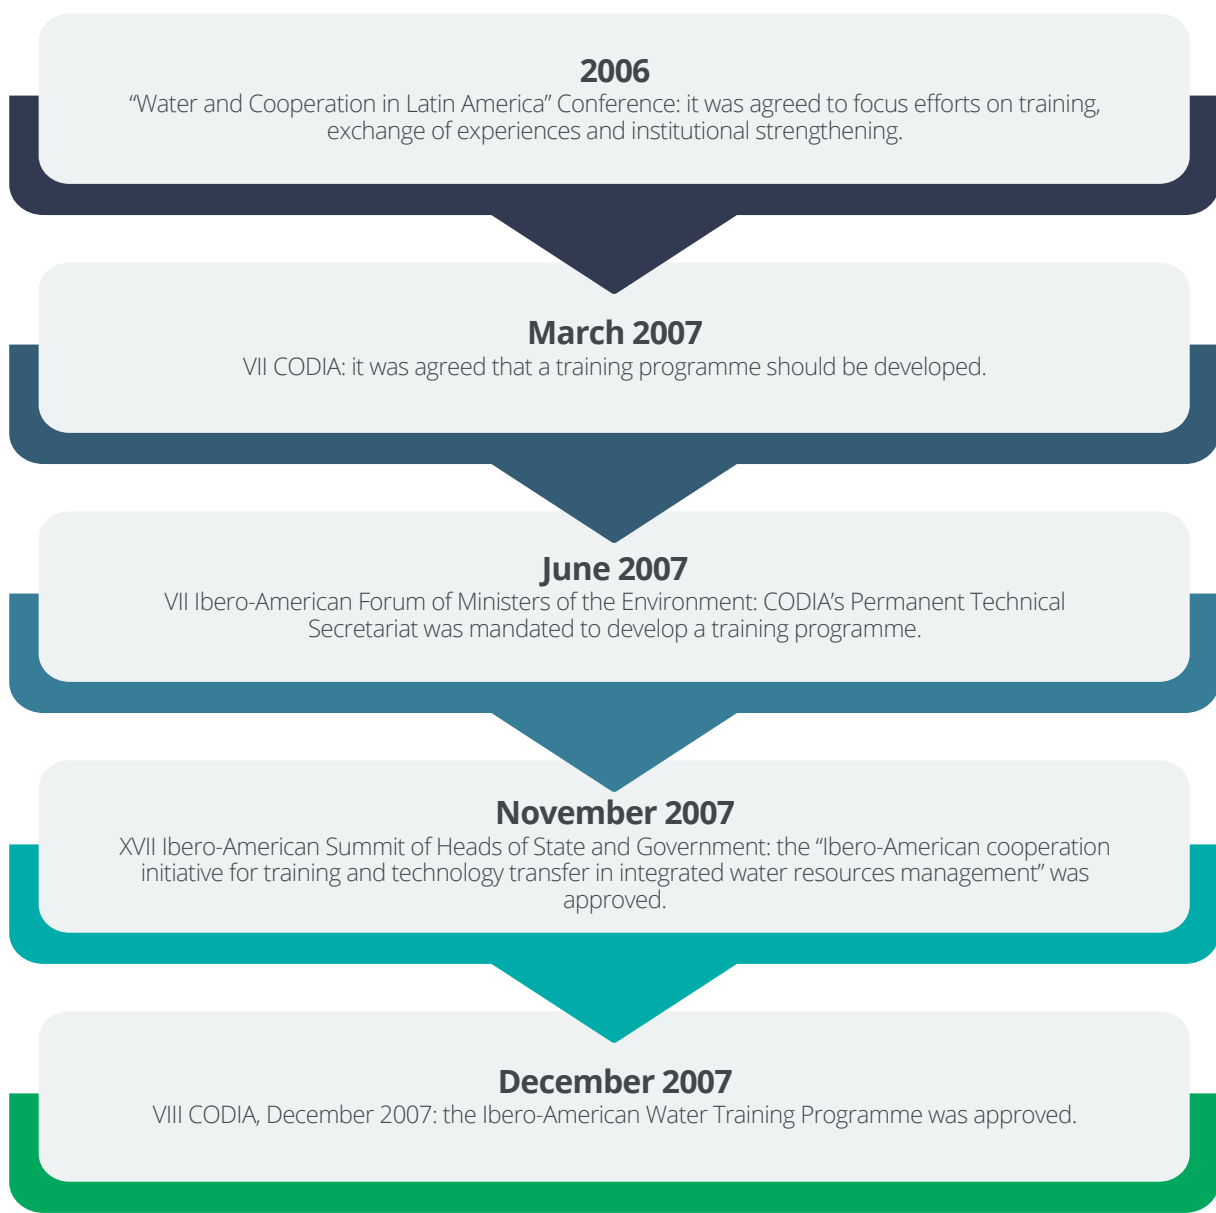 2006
“Water and Cooperation in Latin America” Conference: it was agreed to focus efforts on training,
exchange of experiences and institutional strengthening.
March 2007
VII CODIA: it was agreed that a training programme should be developed.
June 2007
VII Ibero-American Forum of Ministers of the Environment: CODIA’s Permanent Technical
Secretariat was mandated to develop a training programme.
November 2007
XVII Ibero-American Summit of Heads of State and Government: the “Ibero-American cooperation
initiative for training and technology transfer in integrated water resources management” was
approved.
December 2007
VIII CODIA, December 2007: the Ibero-American Water Training Programme was approved.